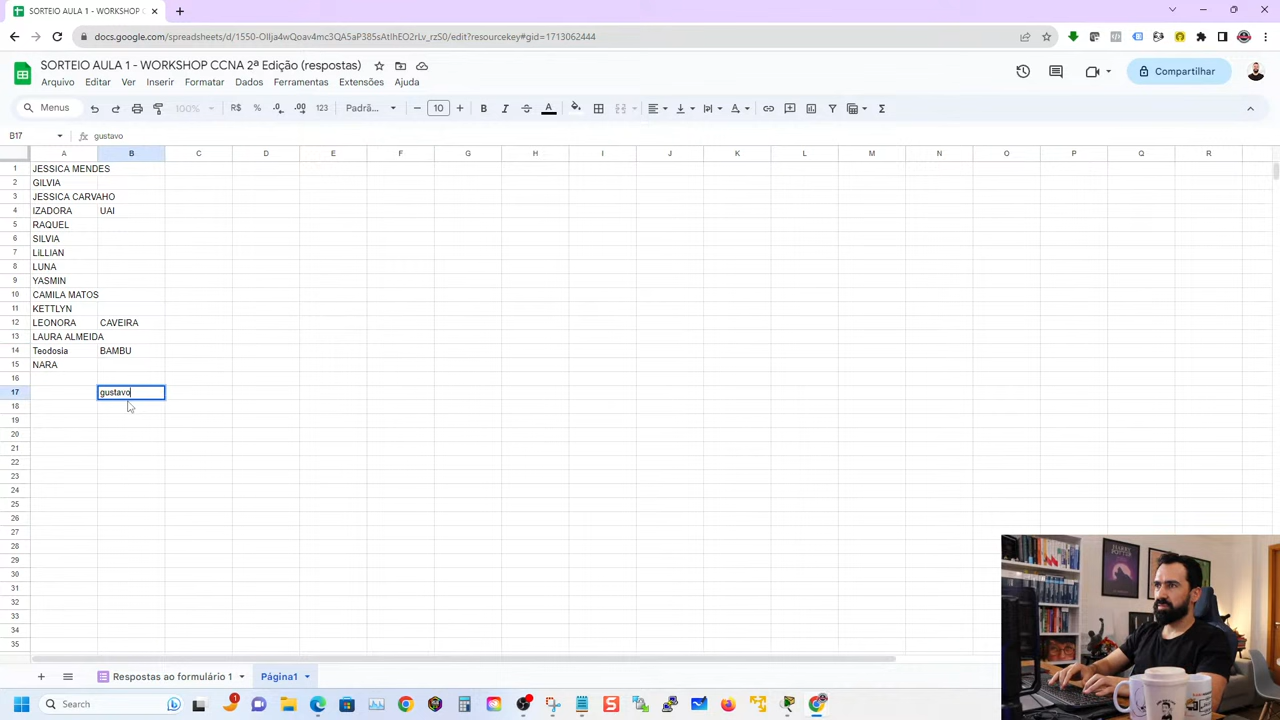 SORTEIO AULA 1 - WORKSHOP CC
docs.google.com/spreadsheets/d/1550-OIlja4wQoav4mc3QA5aP385sAtIhEO2rLv_rzS0/edit?resourcekey#gid=1713062444
SORTEIO AULA 1 - WORKSHOP CCNA 2ª Edição (respostas)
Arquivo Editar Ver Inserir Formatar Dados Ferramentas Extensões Ajuda
Compartilhar
Menus 100% R$ % .0 .00 123 Padrã... 10
B17 gustavo
A B C D E F G H I J K L M N O P Q R
1 JESSICA MENDES
2 GILVIA
3 JESSICA CARVAHO
4 IZADORA UAI
5 RAQUEL
6 SILVIA
7 LiLLIAN
8 LUNA
9 YASMIN
10 CAMILA MATOS
11 KETTLYN
12 LEONORA CAVEIRA
13 LAURA ALMEIDA
14 Teodosia BAMBU
15 NARA
16
17 gustavo
18
19
20
21
22
23
24
25
26
27
28
29
30
31
32
33
34
35
Respostas ao formulário 1 Página1
Search 1